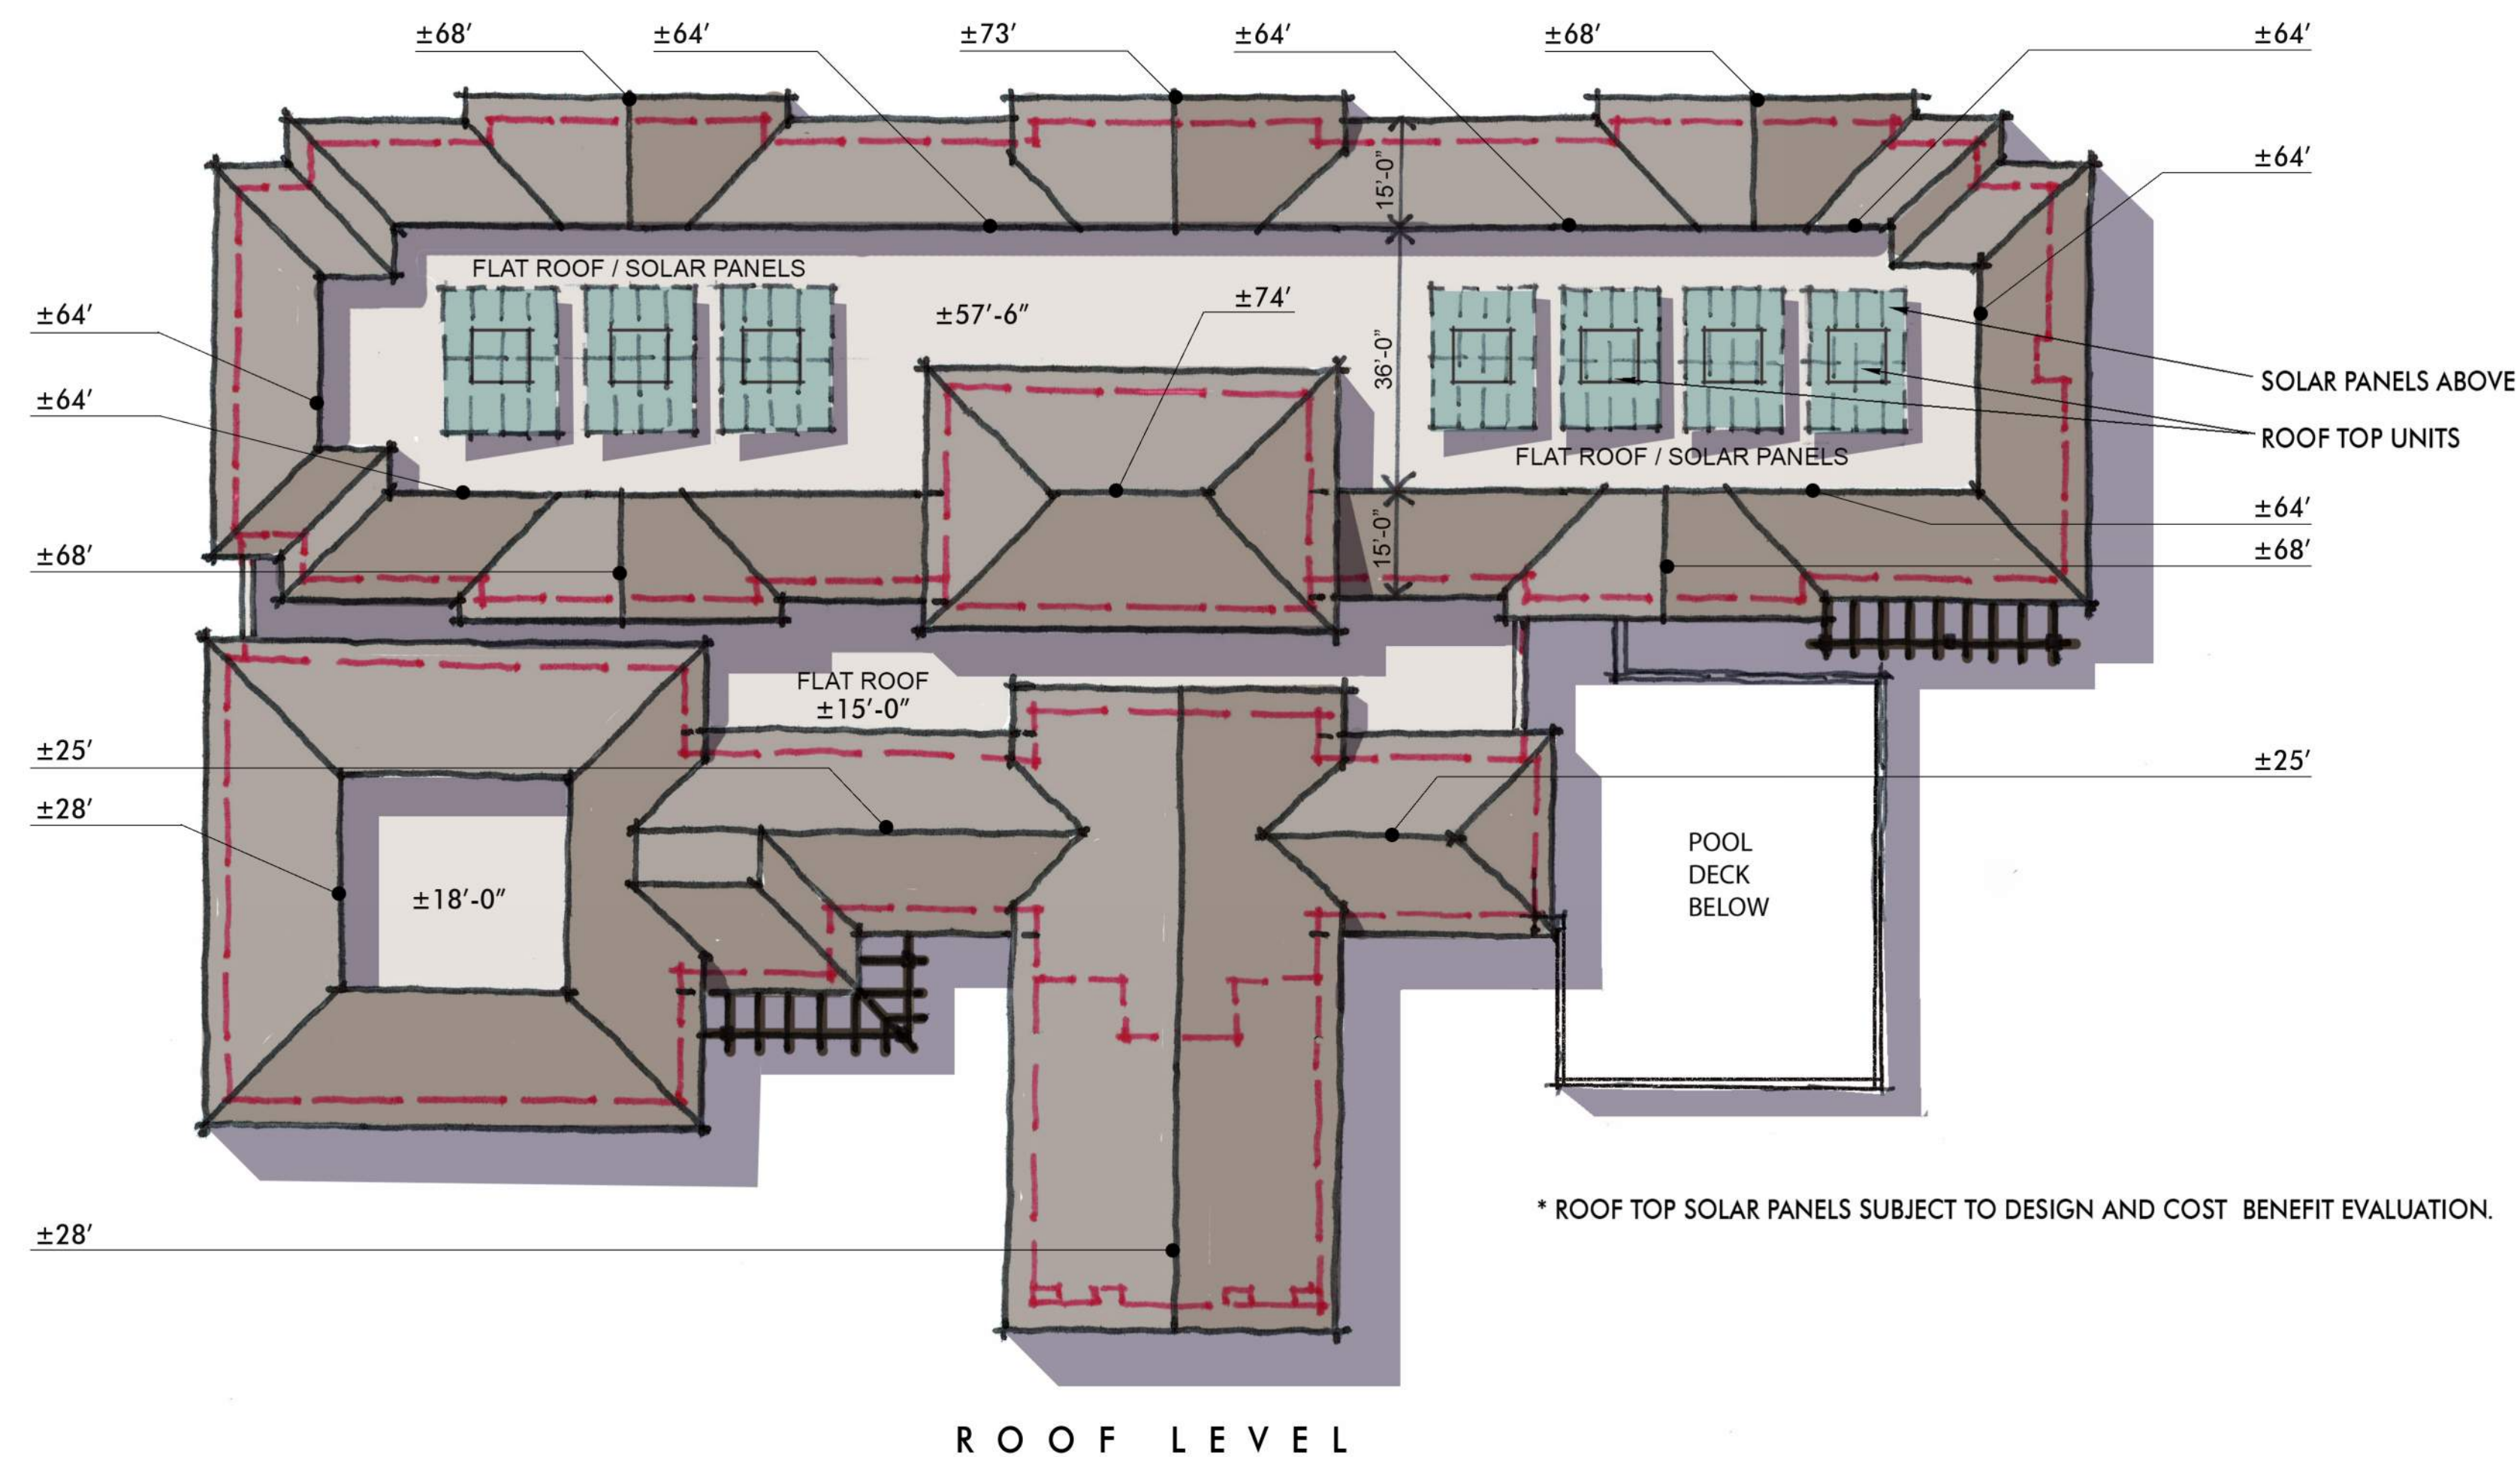 ±68′
±64′
±73′
±64′
±68′
±64′
±64′
15′-0″
FLAT ROOF / SOLAR PANELS
±57′-6″
±74′
±64′
36′-0″
SOLAR PANELS ABOVE
±64′
ROOF TOP UNITS
FLAT ROOF / SOLAR PANELS
±64′
15′-0″
±68′
±68′
FLAT ROOF
±15′-0″
±25′
±25′
±28′
POOL
DECK
BELOW
±18′-0″
* ROOF TOP SOLAR PANELS SUBJECT TO DESIGN AND COST BENEFIT EVALUATION.
±28′
ROOF LEVEL